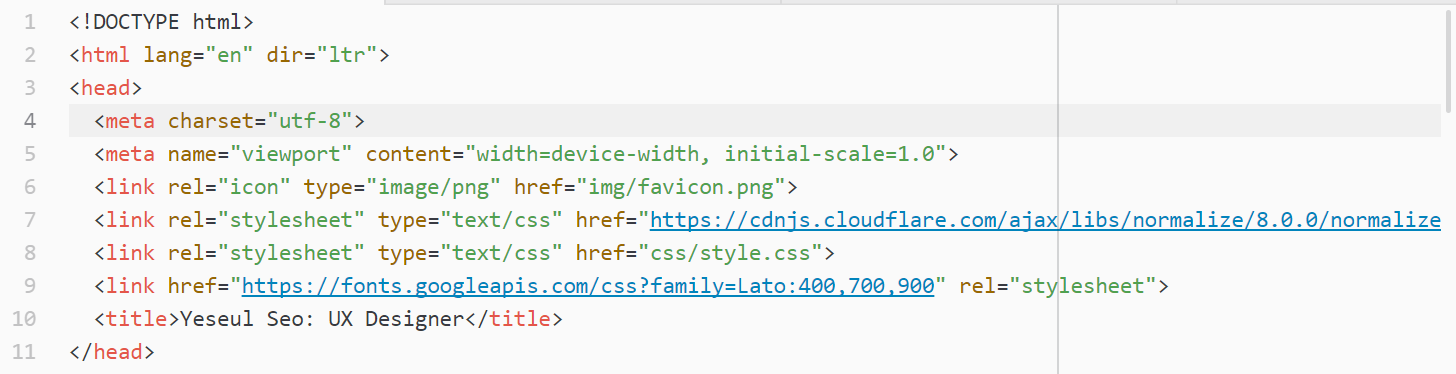 1 <!DOCTYPE html>
2 <html lang="en" dir="ltr">
3 <head>
4 <meta charset="utf-8">
5 <meta name="viewport" content="width=device-width, initial-scale=1.0">
6 <link rel="icon" type="image/png" href="img/favicon.png">
7 <link rel="stylesheet" type="text/css" href="https://cdnjs.cloudflare.com/ajax/libs/normalize/8.0.0/normalize
8 <link rel="stylesheet" type="text/css" href="css/style.css">
9 <link href="https://fonts.googleapis.com/css?family=Lato:400,700,900" rel="stylesheet">
10 <title>Yeseul Seo: UX Designer</title>
11 </head>